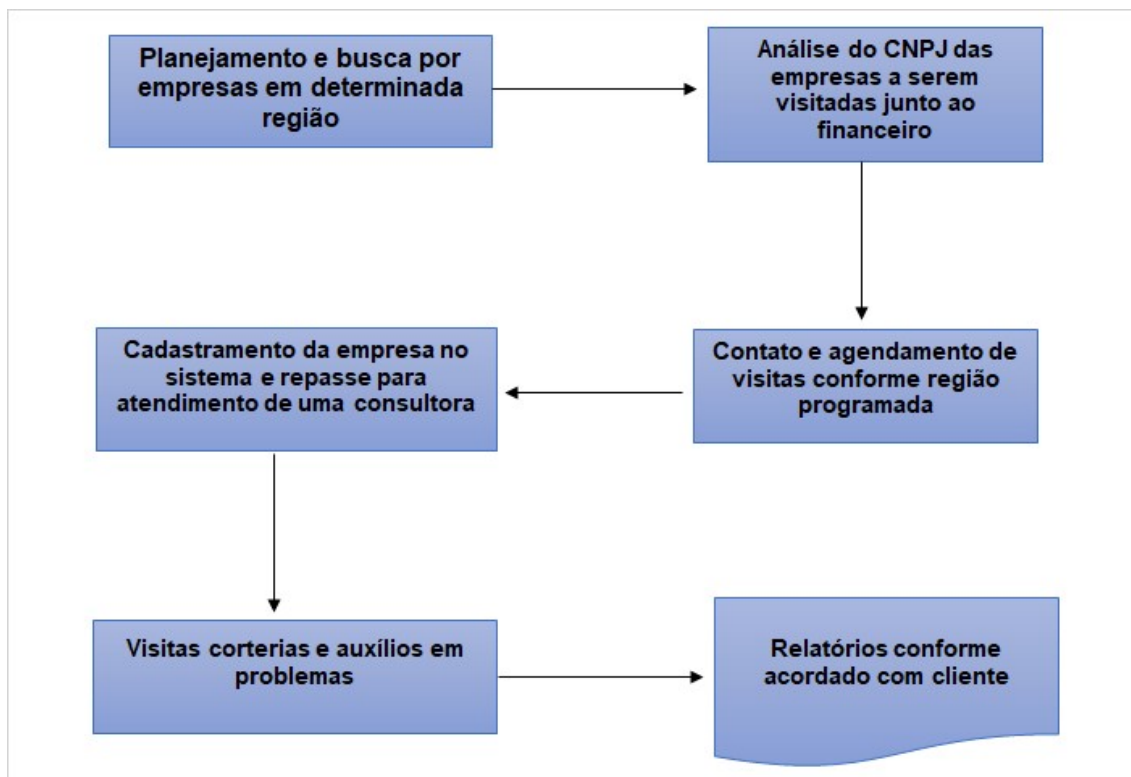 Planejamento e busca por
empresas em determinada
região
Análise do CNPJ das
empresas a serem
visitadas junto ao
financeiro
Contato e agendamento de
visitas conforme região
programada
Cadastramento da empresa no
sistema e repasse para
atendimento de uma consultora
Visitas corterias e auxílios em
problemas
Relatórios conforme
acordado com cliente